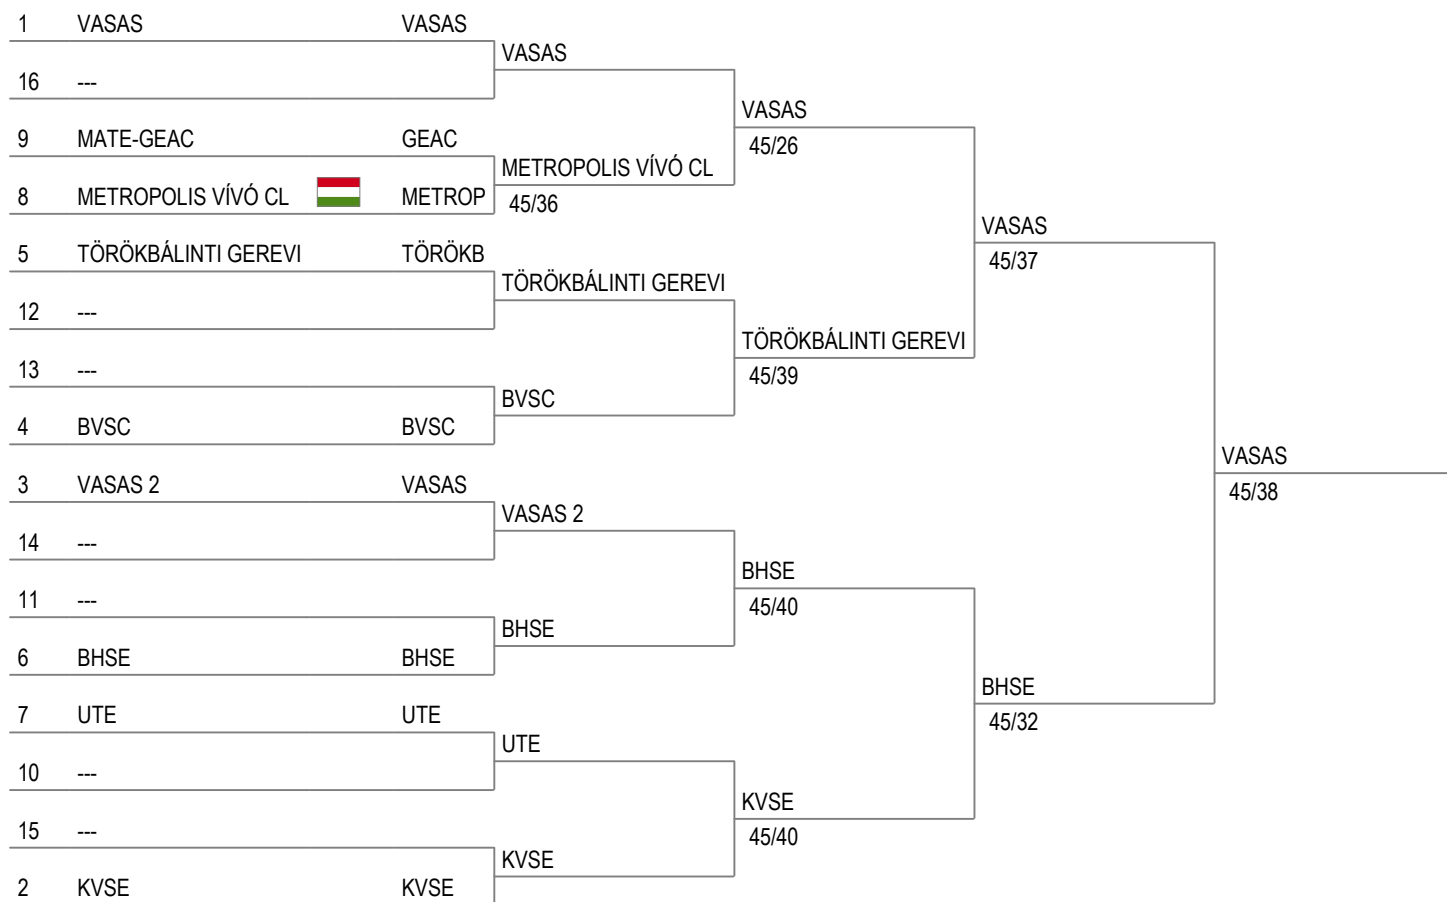 1 VASAS VASAS
16 ---
9 MATE-GEAC GEAC
8 METROPOLIS VÍVÓ CL METROP
5 TÖRÖKBÁLINTI GEREVI TÖRÖKB
12 ---
13 ---
4 BVSC BVSC
3 VASAS 2 VASAS
14 ---
11 ---
6 BHSE BHSE
7 UTE UTE
10 ---
15 ---
2 KVSE KVSE
VASAS
METROPOLIS VÍVÓ CL
45/36
TÖRÖKBÁLINTI GEREVI
BVSC
VASAS 2
BHSE
UTE
KVSE
VASAS
45/26
TÖRÖKBÁLINTI GEREVI
45/39
BHSE
45/40
KVSE
45/40
VASAS
45/37
BHSE
45/32
VASAS
45/38